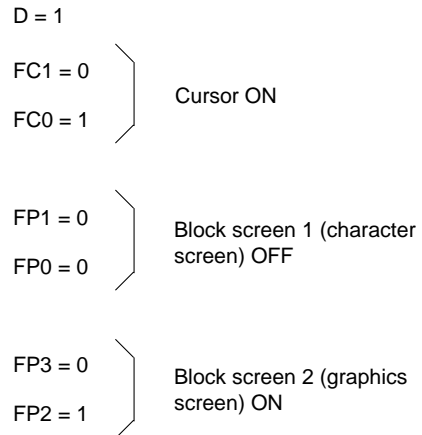 D = 1
FC1 = 0
FC0 = 1
Cursor ON
FP1 = 0
FP0 = 0
Block screen 1 (character
screen) OFF
FP3 = 0
FP2 = 1
Block screen 2 (graphics
screen) ON